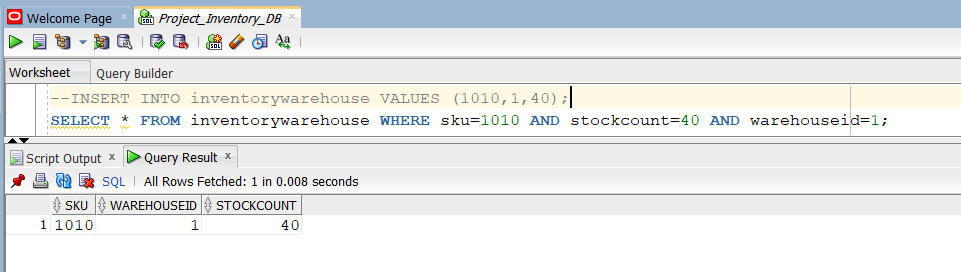 Welcome Page × Project_Inventory_DB ×
Worksheet Query Builder
--INSERT INTO inventorywarehouse VALUES (1010,1,40);
SELECT * FROM inventorywarehouse WHERE sku=1010 AND stockcount=40 AND warehouseid=1;
Script Output × Query Result ×
SQL | All Rows Fetched: 1 in 0.008 seconds
SKU WAREHOUSEID STOCKCOUNT
1 1010 1 40